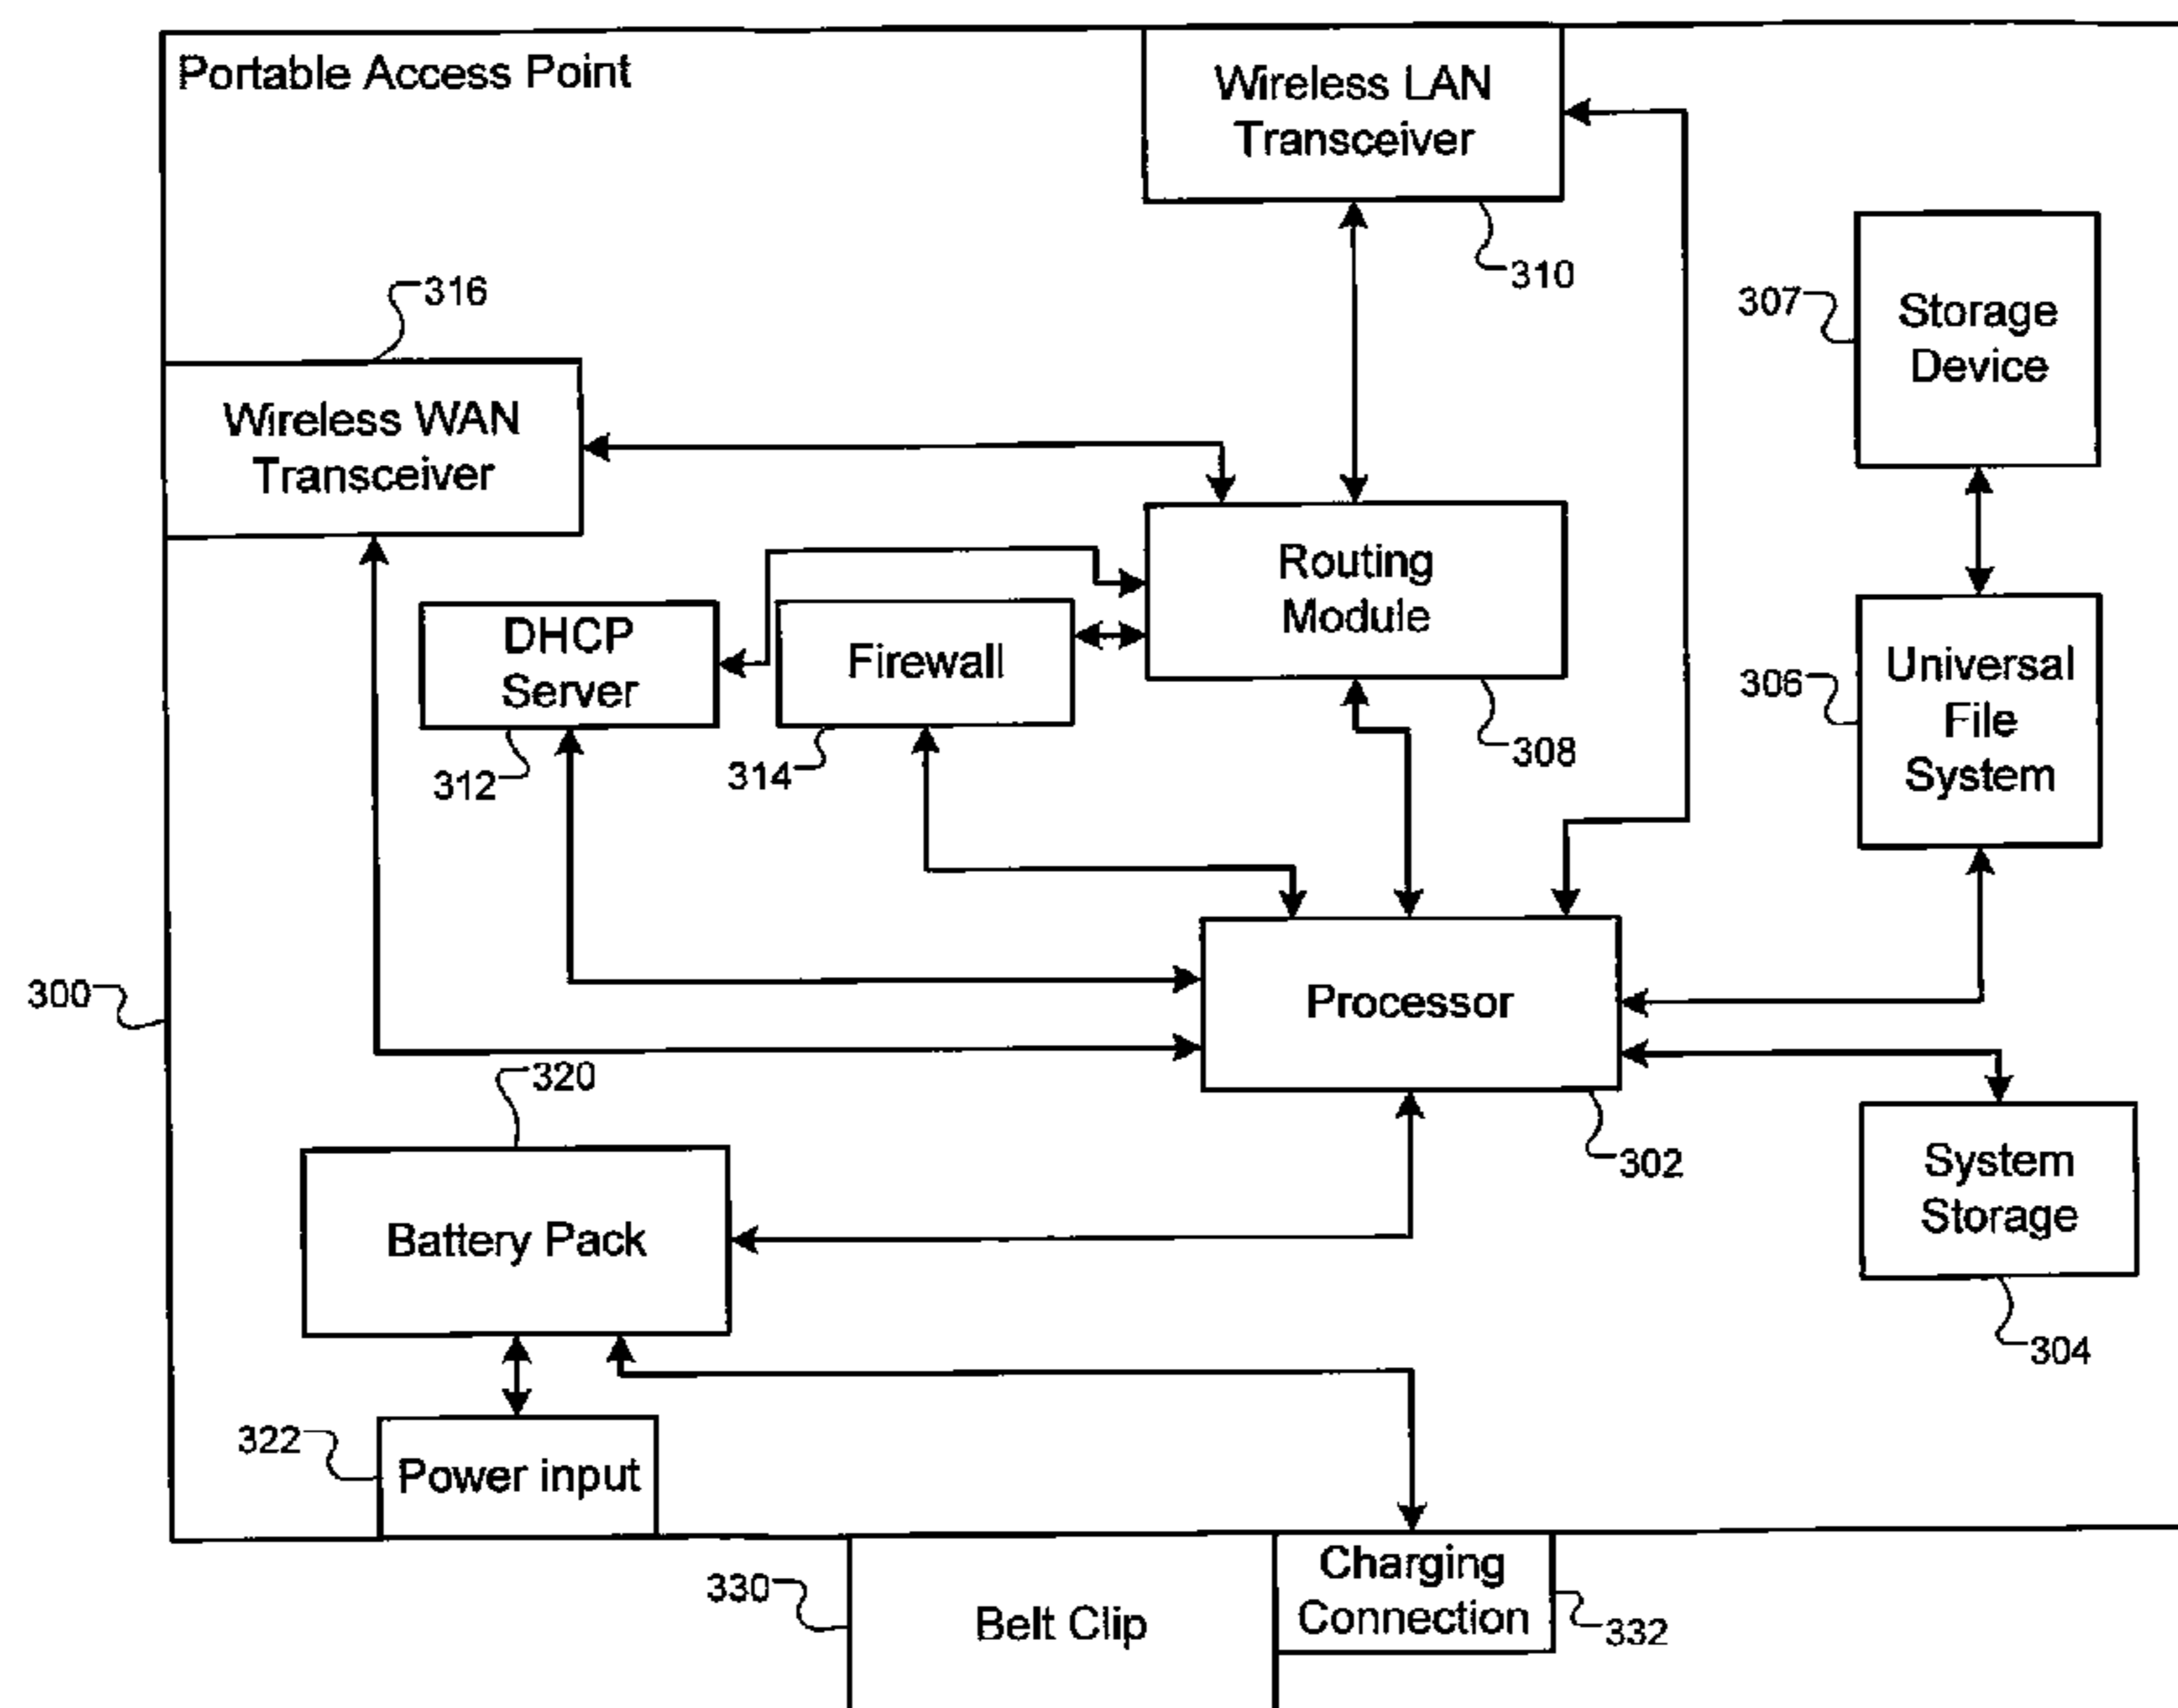 Portable Access Point
Wireless LAN
Transceiver
310
316
Wireless WAN
Transceiver
307
Storage
Device
Routing
Module
308
DHCP
Server
312
Firewall
314
306
Universal
File
System
300
Processor
302
320
Battery Pack
System
Storage
304
322
Power input
330
Belt Clip
Charging
Connection
332